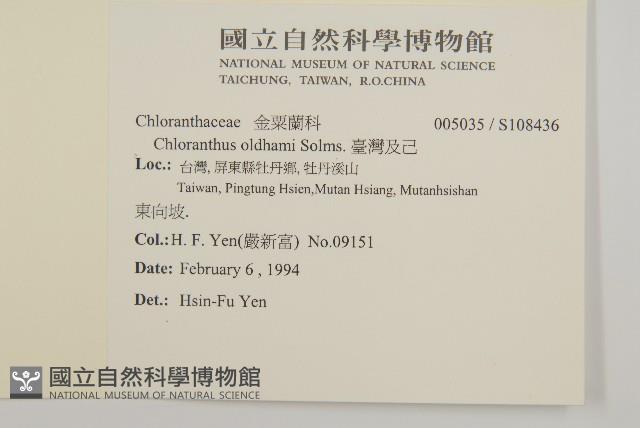 國立自然科學博物館
NATIONAL MUSEUM OF NATURAL SCIENCE
TAICHUNG, TAIWAN, R.O.CHINA
Chloranthaceae 金粟蘭科 005035 / S108436
Chloranthus oldhami Solms. 臺灣及己
Loc.: 台灣, 屏東縣牡丹鄉, 牡丹溪山
Taiwan, Pingtung Hsien,Mutan Hsiang, Mutanhsishan
東向坡.
Col.: H. F. Yen(嚴新富) No.09151
Date: February 6 , 1994
Det.: Hsin-Fu Yen
國立自然科學博物館
NATIONAL MUSEUM OF NATURAL SCIENCE